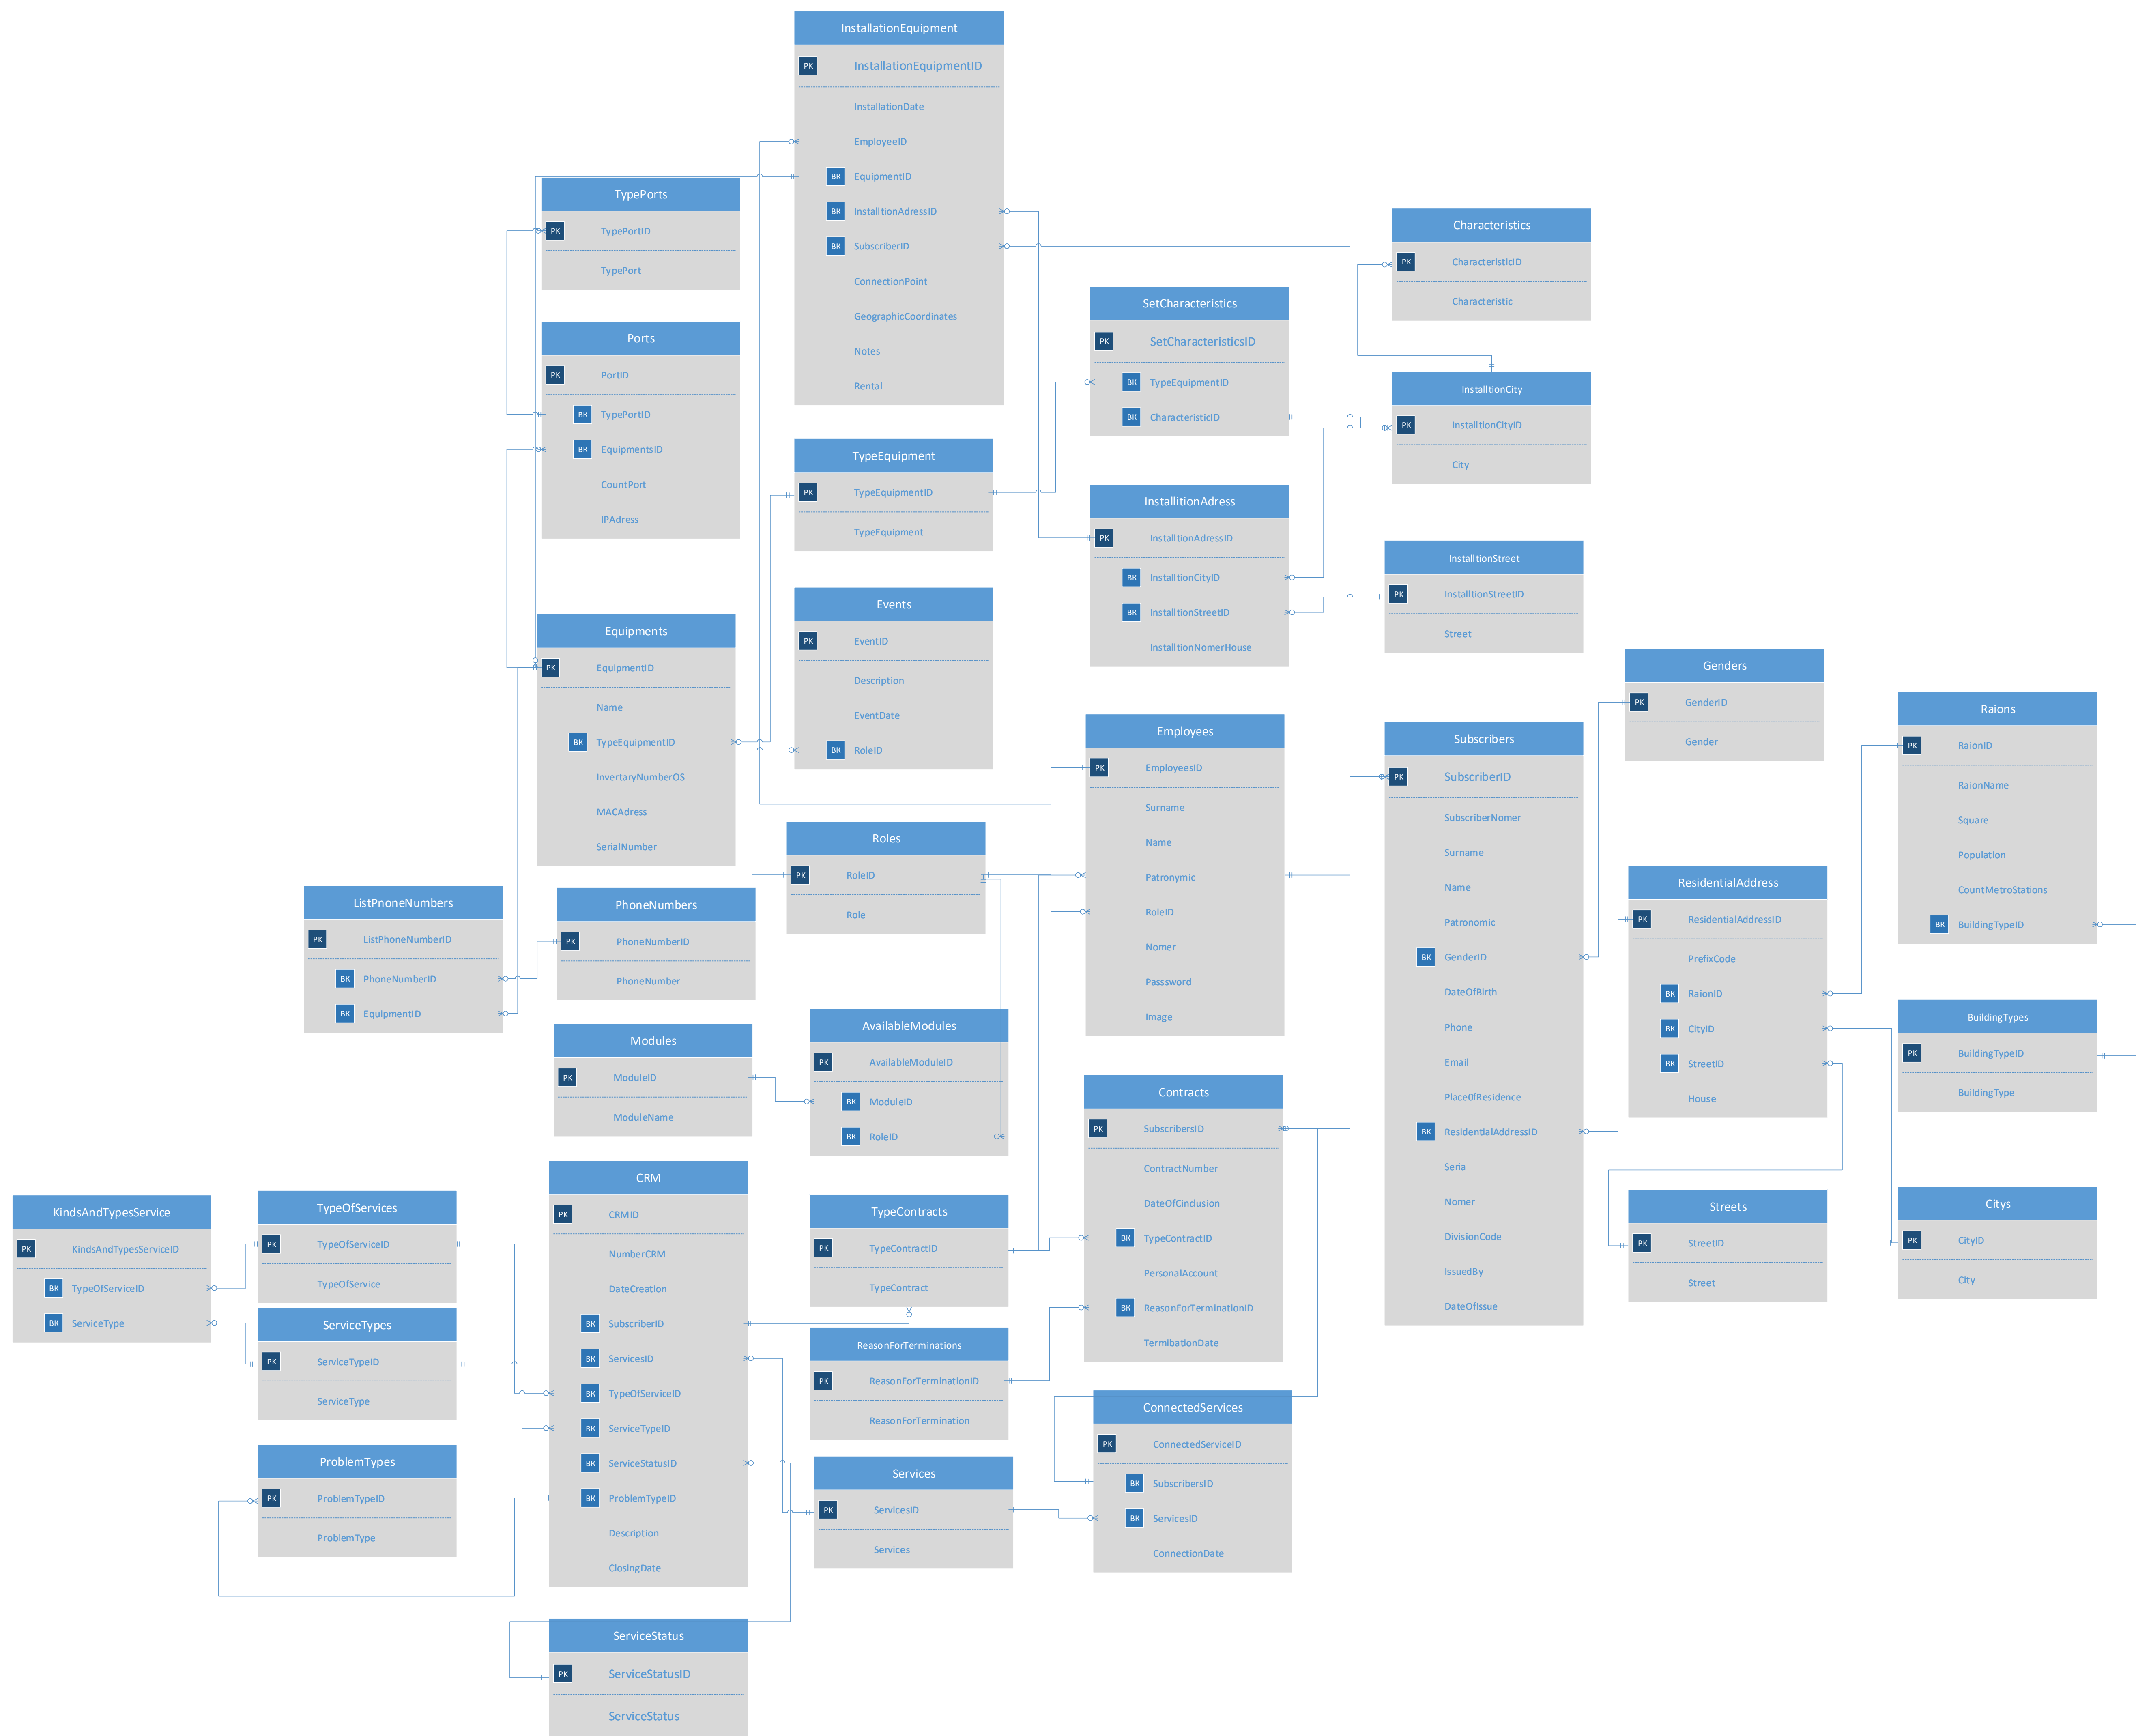 InstallationEquipment
PK InstallationEquipmentID
InstallationDate
EmployeeID
BK EquipmentID
BK InstalltionAdressID
BK SubscriberID
ConnectionPoint
GeographicCoordinates
Notes
Rental
TypePorts
PK TypePortID
TypePort
Ports
PK PortID
BK TypePortID
BK EquipmentsID
CountPort
IPAdress
Characteristics
PK CharacteristicID
Characteristic
SetCharacteristics
PK SetCharacteristicsID
BK TypeEquipmentID
BK CharacteristicID
InstalltionCity
PK InstalltionCityID
City
TypeEquipment
PK TypeEquipmentID
TypeEquipment
InstallitionAdress
PK InstalltionAdressID
BK InstalltionCityID
BK InstalltionStreetID
InstalltionNomerHouse
InstalltionStreet
PK InstalltionStreetID
Street
Equipments
PK EquipmentID
Name
BK TypeEquipmentID
InvertaryNumberOS
MACAdress
SerialNumber
Events
PK EventID
Description
EventDate
BK RoleID
Employees
PK EmployeesID
Surname
Name
Patronymic
RoleID
Nomer
Passsword
Image
Subscribers
PK SubscriberID
SubscriberNomer
Surname
Name
Patronomic
BK GenderID
DateOfBirth
Phone
Email
Place0fResidence
BK ResidentialAddressID
Seria
Nomer
DivisionCode
IssuedBy
DateOfIssue
Genders
PK GenderID
Gender
Raions
PK RaionID
RaionName
Square
Population
CountMetroStations
BK BuildingTypeID
Roles
PK RoleID
Role
ResidentialAddress
PK ResidentialAddressID
PrefixCode
BK RaionID
BK CityID
BK StreetID
House
ListPnoneNumbers
PK ListPhoneNumberID
BK PhoneNumberID
BK EquipmentID
PhoneNumbers
PK PhoneNumberID
PhoneNumber
BuildingTypes
PK BuildingTypeID
BuildingType
Modules
PK ModuleID
ModuleName
AvailableModules
PK AvailableModuleID
BK ModuleID
BK RoleID
Contracts
PK SubscribersID
ContractNumber
DateOfCinclusion
BK TypeContractID
PersonalAccount
BK ReasonForTerminationID
TermibationDate
Streets
PK StreetID
Street
Citys
PK CityID
City
KindsAndTypesService
PK KindsAndTypesServiceID
BK TypeOfServiceID
BK ServiceType
TypeOfServices
PK TypeOfServiceID
TypeOfService
ServiceTypes
PK ServiceTypeID
ServiceType
ProblemTypes
PK ProblemTypeID
ProblemType
CRM
PK CRMID
NumberCRM
DateCreation
BK SubscriberID
BK ServicesID
BK TypeOfServiceID
BK ServiceTypeID
BK ServiceStatusID
BK ProblemTypeID
Description
ClosingDate
TypeContracts
PK TypeContractID
TypeContract
ReasonForTerminations
PK ReasonForTerminationID
ReasonForTermination
Services
PK ServicesID
Services
ConnectedServices
PK ConnectedServiceID
BK SubscribersID
BK ServicesID
ConnectionDate
ServiceStatus
PK ServiceStatusID
ServiceStatus